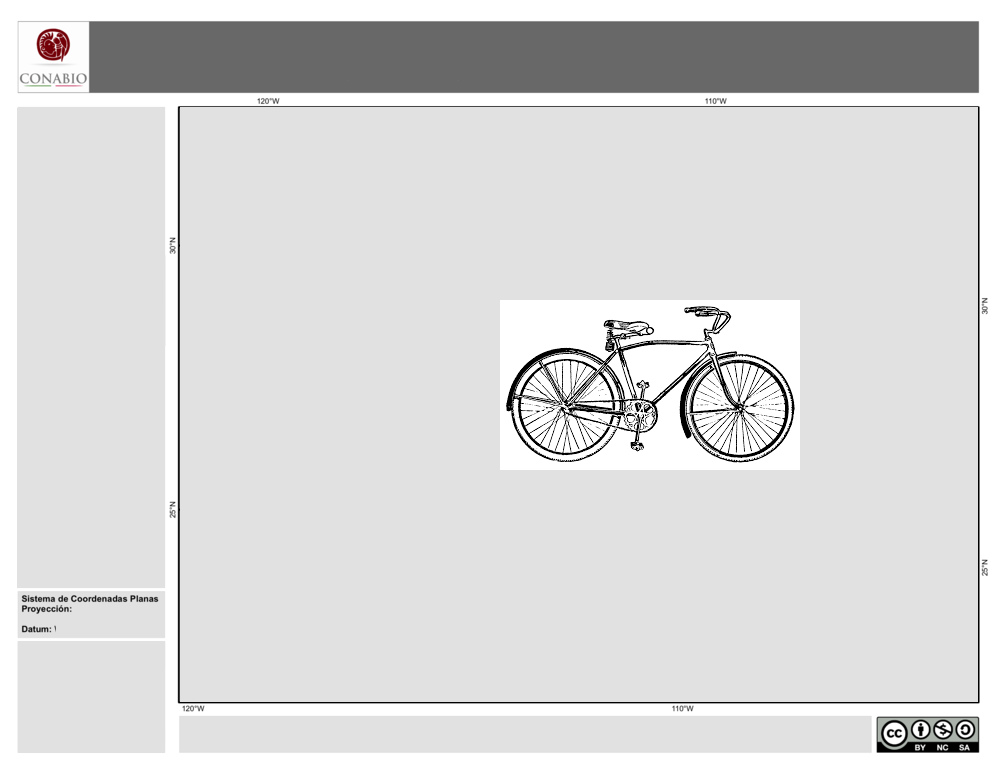 CONABIO
120°W
110°W
30°N
30°N
25°N
25°N
Sistema de Coordenadas Planas
Proyección:
Datum: 1
120°W
110°W
cc
BY NC SA